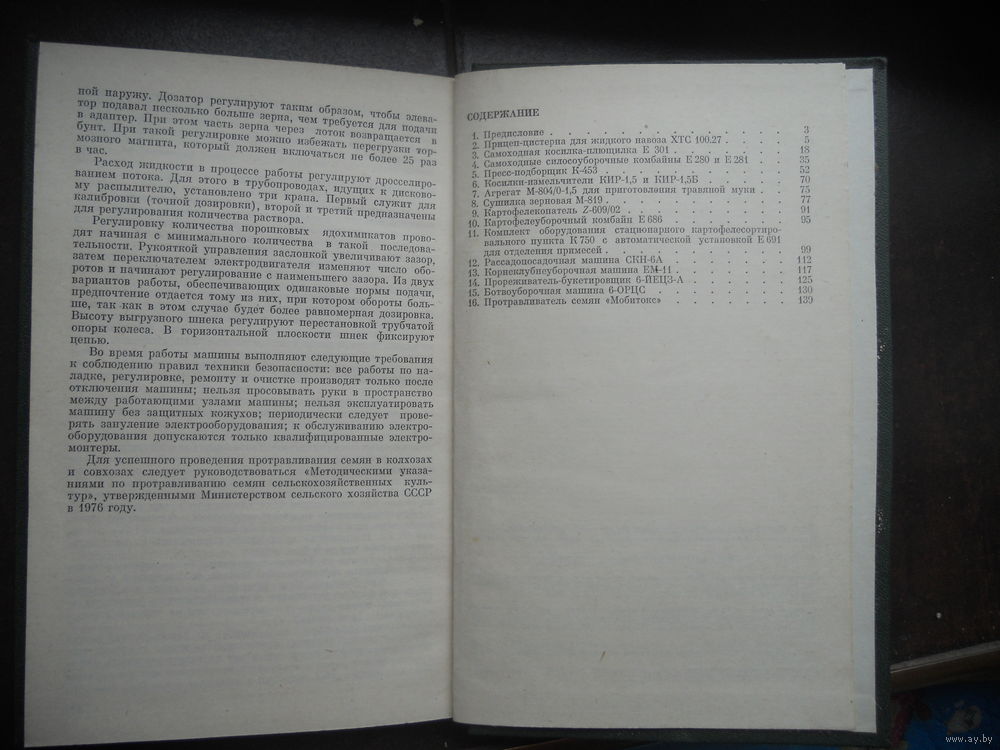 ной наружу. Дозатор регулируют таким образом, чтобы элева-
тор подавал несколько больше зерна, чем требуется для подачи
в адаптер. При этом часть зерна через лоток возвращается в
бунт. При такой регулировке можно избежать перегрузки тор-
мозного магнита, который должен включаться не более 25 раз
в час.
Расход жидкости в процессе работы регулируют дросселиро-
ванием потока. Для этого в трубопроводах, идущих к дисково-
му распылителю, установлено три крана. Первый служит для
калибровки (точной дозировки), второй и третий предназначены
для регулирования количества раствора.
Регулировку количества порошковых ядохимикатов прово-
дят начиная с минимального количества в такой последова-
тельности. Рукояткой управления заслонкой увеличивают зазор,
затем переключателем электродвигателя изменяют число обо-
ротов и начинают регулирование с наименьшего зазора. Из двух
вариантов работы, обеспечивающих одинаковые нормы подачи,
предпочтение отдается тому из них, при котором обороты боль-
ше, так как в этом случае будет более равномерная дозировка.
Высоту выгрузного шнека регулируют перестановкой трубчатой
опоры колеса. В горизонтальной плоскости шнек фиксируют
цепью.
Во время работы машины выполняют следующие требования
к соблюдению правил техники безопасности: все работы по на-
ладке, регулировке, ремонту и очистке производят только после
отключения машины; нельзя просовывать руки в пространство
между работающими узлами машины; нельзя эксплуатировать
машину без защитных кожухов; периодически следует прове-
рять зануление электрооборудования; к обслуживанию электро-
оборудования допускаются только квалифицированные электро-
монтеры.
Для успешного проведения протравливания семян в колхозах
и совхозах следует руководствоваться «Методическими указа-
ниями по протравливанию семян сельскохозяйственных куль-
тур», утвержденными Министерством сельского хозяйства СССР
в 1976 году.
СОДЕРЖАНИЕ
1. Предисловие . . . . . . . . . . . 3
2. Прицеп-цистерна для жидкого навоза ХТС 100.27 . . . . . 5
3. Самоходная косилка-плющилка Е 301 . . . . . . . 18
4. Самоходные силосоуборочные комбайны Е 280 и Е 281 . . . . 35
5. Пресс-подборщик К-453 . . . . . . . . . . 52
6. Косилки-измельчители КИР-1,5 и КИР-1,5Б . . . . . 70
7. Агрегат М-804/0-1,5 для приготовления травяной муки . . . 75
8. Сушилка зерновая М-819 . . . . . . . . . . 77
9. Картофелекопатель Z-609/02 . . . . . . . . . 91
10. Картофелеуборочный комбайн Е 686 . . . . . . . 95
11. Комплект оборудования стационарного картофелесортиро-
вального пункта К 750 с автоматической установкой Е 691
для отделения примесей . . . . . . . . . . 99
12. Рассадопосадочная машина СКН-6А . . . . . . . 112
13. Корнеклубнеуборочная машина ЕМ-11 . . . . . . . 117
14. Прореживатель-букетировщик 6-ЙЕЦЗ-А . . . . . . 125
15. Ботвоуборочная машина 6-ОРЦС . . . . . . . . 130
16. Протравливатель семян «Мобитокс» . . . . . . . 139
www.ay.by